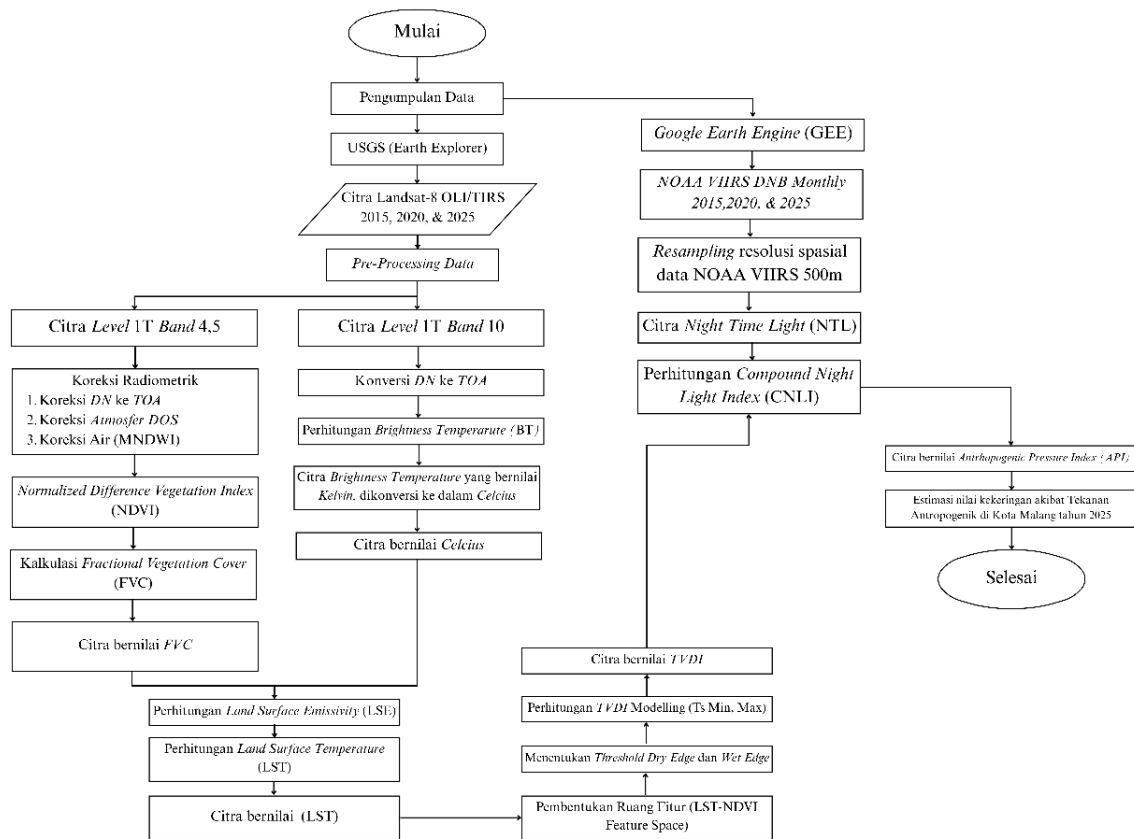 Mulai
Pengumpulan Data
USGS (Earth Explorer)
Citra Landsat-8 OLI/TIRS
2015, 2020, & 2025
Pre-Processing Data
Citra Level 1T Band 4,5
Koreksi Radiometrik
1. Koreksi DN ke TOA
2. Koreksi Atmosfer DOS
3. Koreksi Air (MNDWI)
Normalized Difference Vegetation Index
(NDVI)
Kalkulasi Fractional Vegetation Cover
(FVC)
Citra bernilai FVC
Citra Level 1T Band 10
Konversi DN ke TOA
Perhitungan Brightness Temperarute (BT)
Citra Brightness Temperature yang bernilai
Kelvin. dikonversi ke dalam Celcius
Citra bernilai Celcius
Perhitungan Land Surface Emissivity (LSE)
Perhitungan Land Surface Temperature
(LST)
Citra bernilai (LST)
Pembentukan Ruang Fitur (LST-NDVI
Feature Space)
Menentukan Threshold Dry Edge dan Wet Edge
Perhitungan TVDI Modelling (Ts Min. Max)
Citra bernilai TVDI
Google Earth Engine (GEE)
NOAA VIIRS DNB Monthly
2015,2020, & 2025
Resampling resolusi spasial
data NOAA VIIRS 500m
Citra Night Time Light (NTL)
Perhitungan Compound Night
Light Index (CNLI)
Citra bernilai Antrhapogenic Pressure Index (API)
Estimasi nilai kekeringan akibat Tekanan
Antropogenik di Kota Malang tahun 2025
Selesai